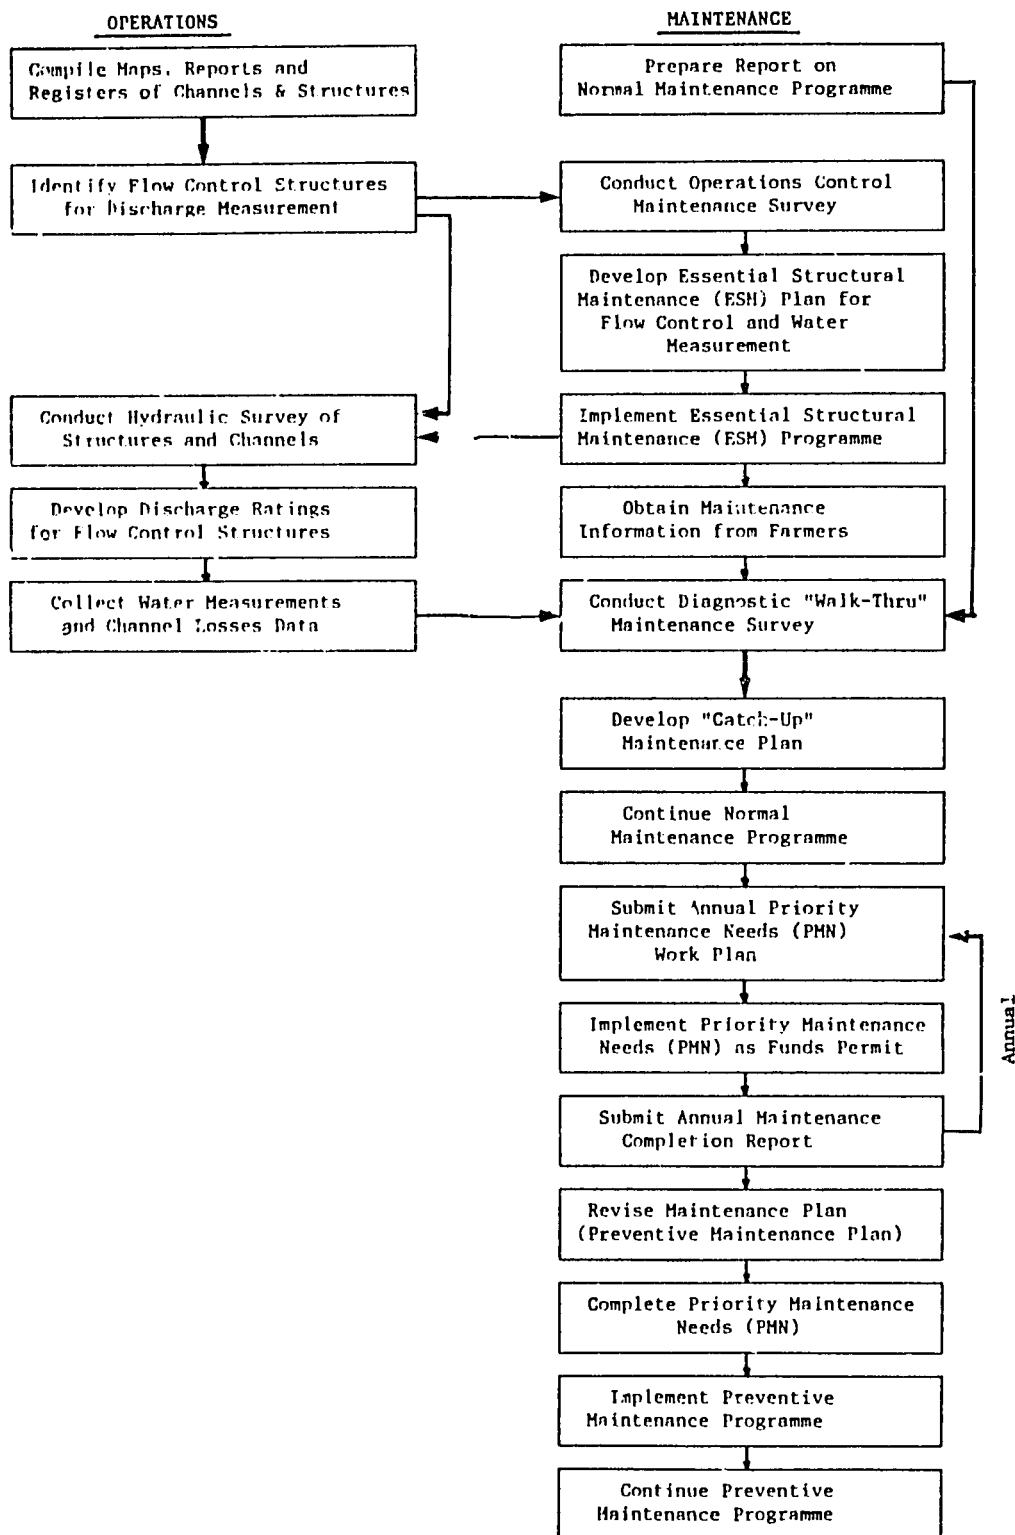 OPERATIONS
Compile Maps, Reports and
Registers of Channels & Structures
Identify Flow Control Structures
for Discharge Measurement
Conduct Hydraulic Survey of
Structures and Channels
Develop Discharge Ratings
for Flow Control Structures
Collect Water Measurements
and Channel Losses Data
MAINTENANCE
Prepare Report on
Normal Maintenance Programme
Conduct Operations Control
Maintenance Survey
Develop Essential Structural
Maintenance (ESM) Plan for
Flow Control and Water
Measurement
Implement Essential Structural
Maintenance (ESM) Programme
Obtain Maintenance
Information from Farmers
Conduct Diagnostic "Walk-Thru"
Maintenance Survey
Develop "Catch-Up"
Maintenance Plan
Continue Normal
Maintenance Programme
Submit Annual Priority
Maintenance Needs (PMN)
Work Plan
Implement Priority Maintenance
Needs (PMN) as Funds Permit
Submit Annual Maintenance
Completion Report
Annual
Revise Maintenance Plan
(Preventive Maintenance Plan)
Complete Priority Maintenance
Needs (PMN)
Implement Preventive
Maintenance Programme
Continue Preventive
Maintenance Programme